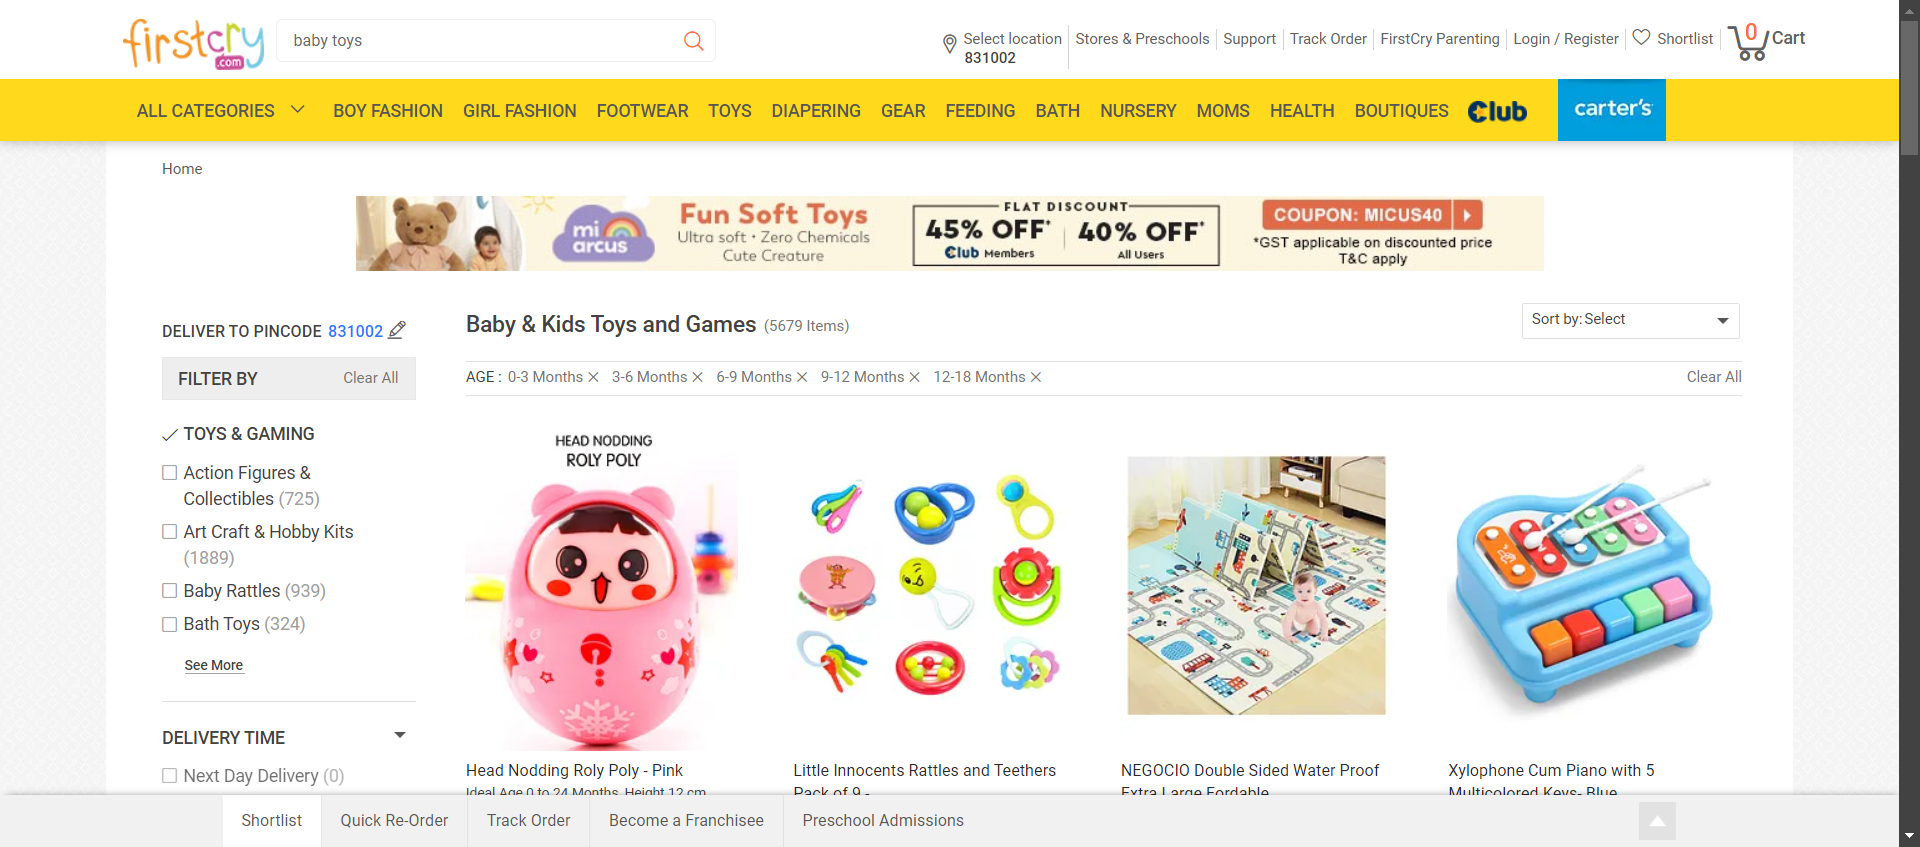 firstcry
.com
baby toys
Select location
831002
Stores & Preschools
Support
Track Order
FirstCry Parenting
Login / Register
Shortlist
0
Cart
ALL CATEGORIES
BOY FASHION
GIRL FASHION
FOOTWEAR
TOYS
DIAPERING
GEAR
FEEDING
BATH
NURSERY
MOMS
HEALTH
BOUTIQUES
Club
carter's
Home
mi
arcus
Fun Soft Toys
Ultra soft • Zero Chemicals
Cute Creature
FLAT DISCOUNT
45% OFF*
Club Members
40% OFF*
All Users
COUPON: MICUS40
*GST applicable on discounted price
T&C apply
DELIVER TO PINCODE 831002
FILTER BY
Clear All
TOYS & GAMING
Action Figures &
Collectibles (725)
Art Craft & Hobby Kits
(1889)
Baby Rattles (939)
Bath Toys (324)
See More
DELIVERY TIME
Next Day Delivery (0)
Baby & Kids Toys and Games (5679 Items)
Sort by: Select
AGE : 0-3 Months 3-6 Months 6-9 Months 9-12 Months 12-18 Months
Clear All
HEAD NODDING
ROLY POLY
Head Nodding Roly Poly - Pink
Ideal Age 0 to 24 Months, Height 12 cm
Little Innocents Rattles and Teethers
Pack of 9 -
NEGOCIO Double Sided Water Proof
Extra Large Fordable
Xylophone Cum Piano with 5
Multicolored Keys- Blue
Shortlist
Quick Re-Order
Track Order
Become a Franchisee
Preschool Admissions